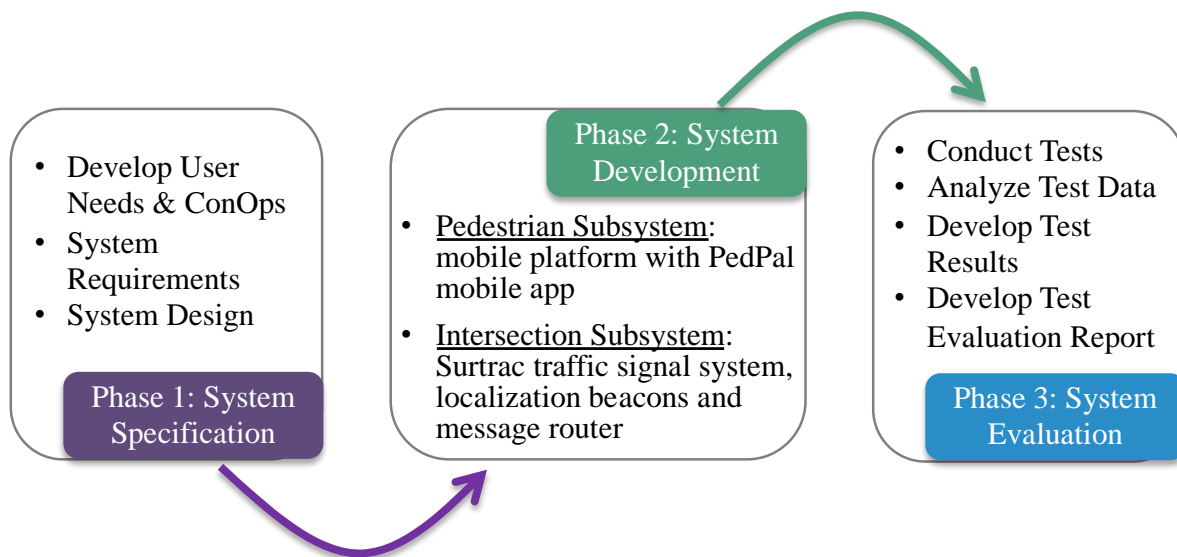 • Develop User
Needs & ConOps
• System
Requirements
• System Design
Phase 1: System
Specification
Phase 2: System
Development
• Pedestrian Subsystem:
mobile platform with PedPal
mobile app
• Intersection Subsystem:
Surtrac traffic signal system,
localization beacons and
message router
• Conduct Tests
• Analyze Test Data
• Develop Test
Results
• Develop Test
Evaluation Report
Phase 3: System
Evaluation